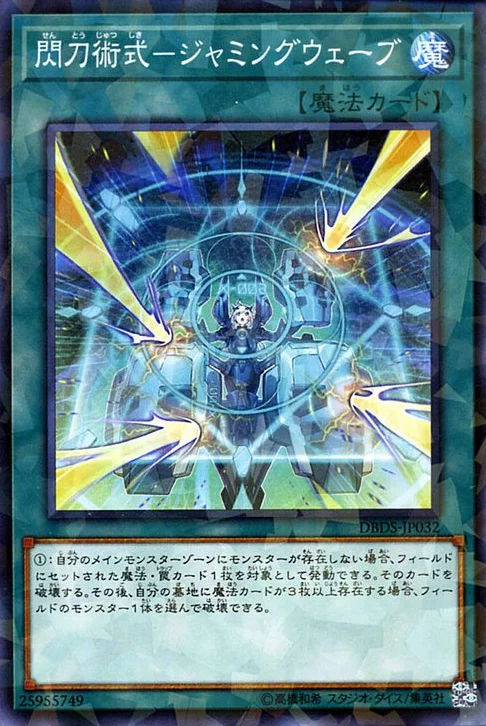 閃刀術式－ジャミングウェーブ
魔
【魔法カード】
X-003
DBDS-JP032
①：自分のメインモンスターゾーンにモンスターが存在しない場合、フィールド
にセットされた魔法・罠カード１枚を対象として発動できる。そのカードを
破壊する。その後、自分の墓地に魔法カードが３枚以上存在する場合、フィー
ルドのモンスター１体を選んで破壊できる。
25955749
©高橋和希 スタジオ・ダイス/集英社